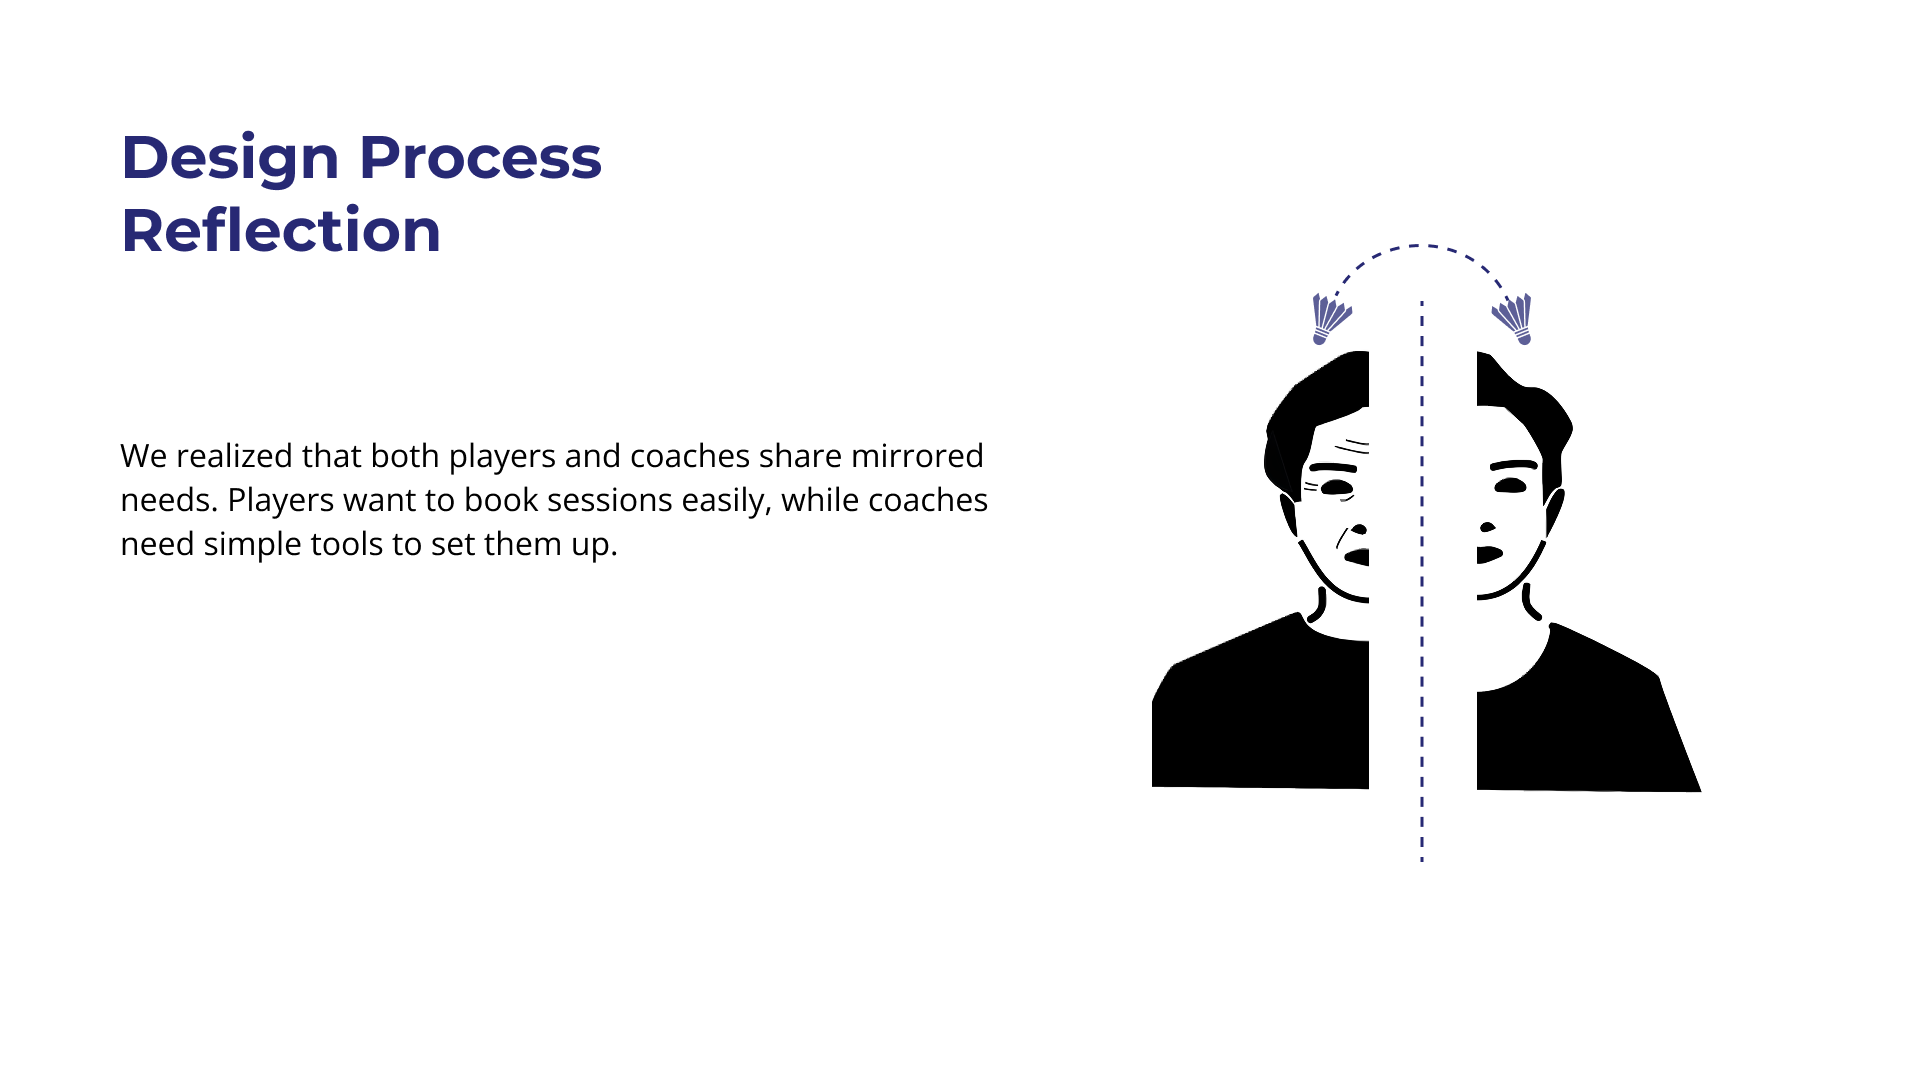 Design Process
Reflection
We realized that both players and coaches share mirrored
needs. Players want to book sessions easily, while coaches
need simple tools to set them up.